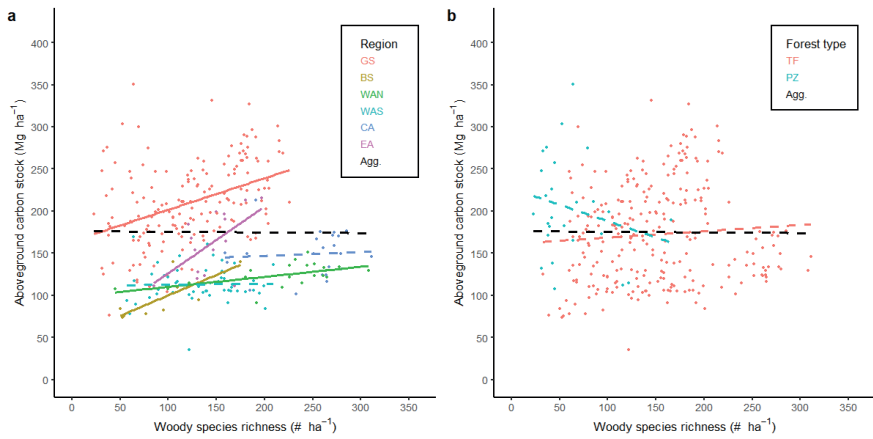 a
Aboveground carbon stock (Mg ha⁻¹)
400
350
300
250
200
150
100
50
0
0 50 100 150 200 250 300 350
Woody species richness (# ha⁻¹)
Region
GS
BS
WAN
WAS
CA
EA
Agg.
b
Aboveground carbon stock (Mg ha⁻¹)
400
350
300
250
200
150
100
50
0
0 50 100 150 200 250 300 350
Woody species richness (# ha⁻¹)
Forest type
TF
PZ
Agg.